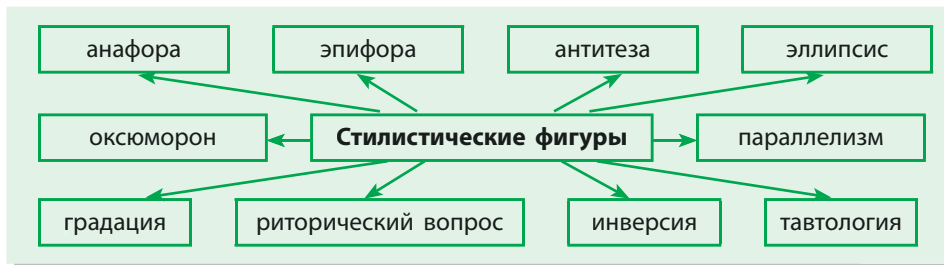 анафора эпифора антитеза эллипсис
оксюморон Стилистические фигуры параллелизм
градация риторический вопрос инверсия тавтология